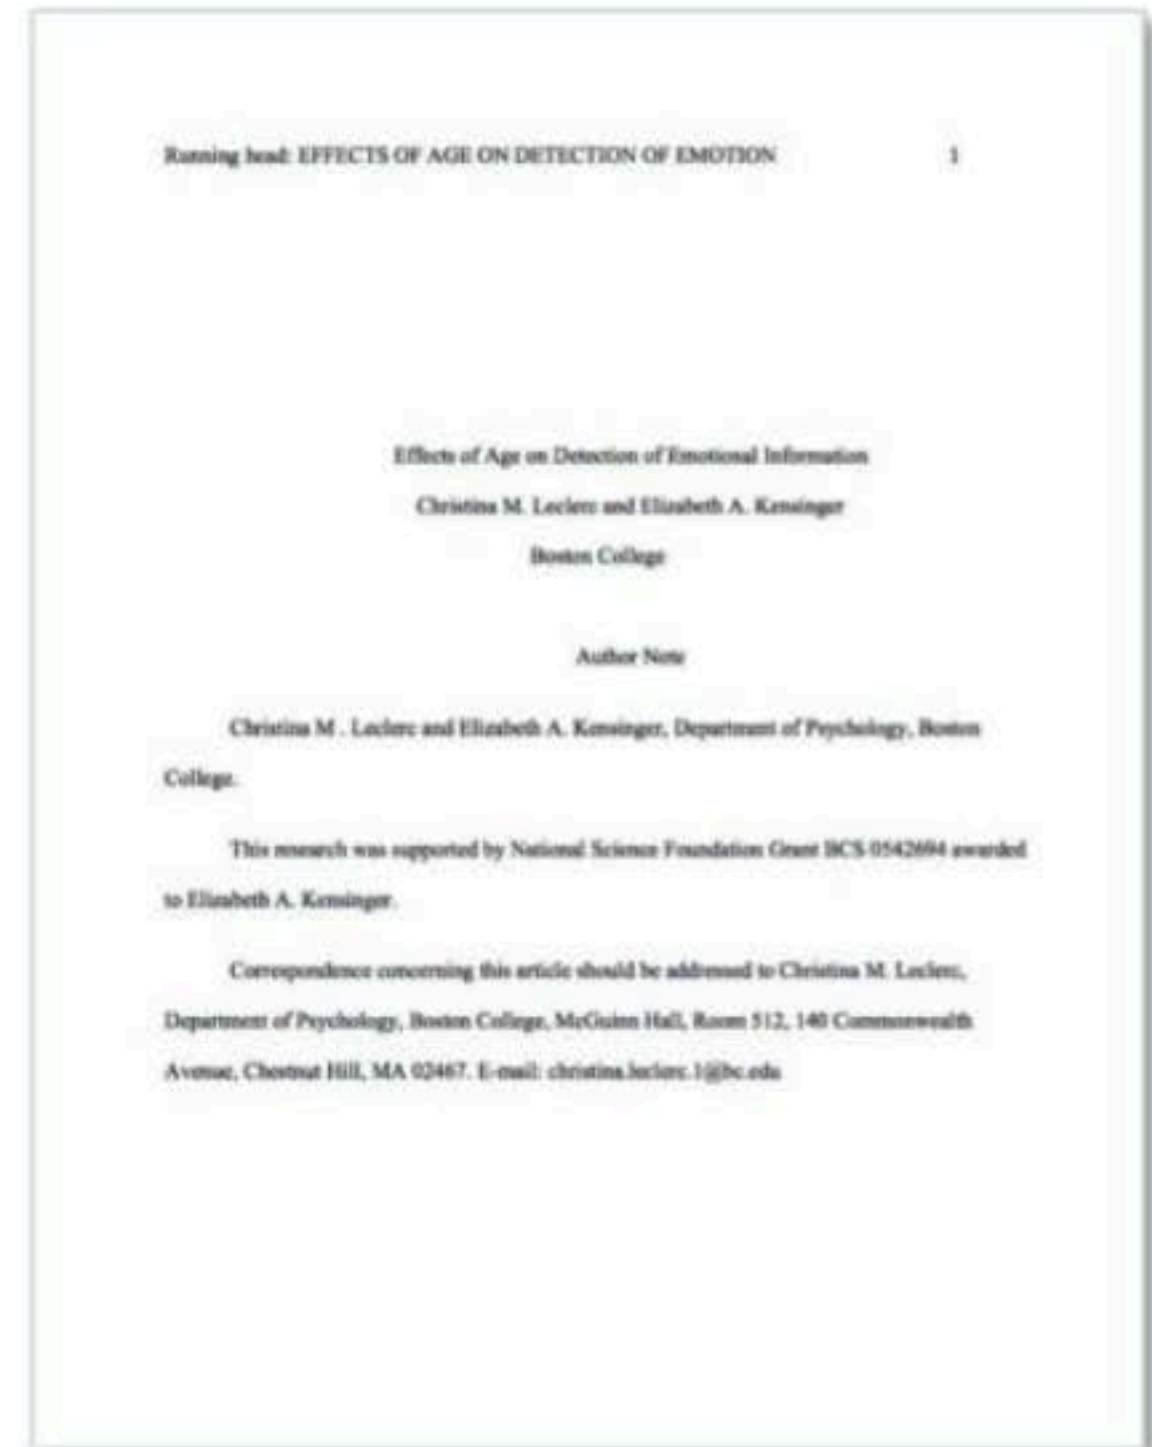 Running head: EFFECTS OF AGE ON DETECTION OF EMOTION 1
Effects of Age on Detection of Emotional Information
Christina M. Leclerc and Elizabeth A. Kensinger
Boston College
Author Note
Christina M . Leclerc and Elizabeth A. Kensinger, Department of Psychology, Boston
College.
This research was supported by National Science Foundation Grant BCS 0542694 awarded
to Elizabeth A. Kensinger.
Correspondence concerning this article should be addressed to Christina M. Leclerc,
Department of Psychology, Boston College, McGuinn Hall, Room 512, 140 Commonwealth
Avenue, Chestnut Hill, MA 02467. E-mail: christina.leclerc.1@bc.edu